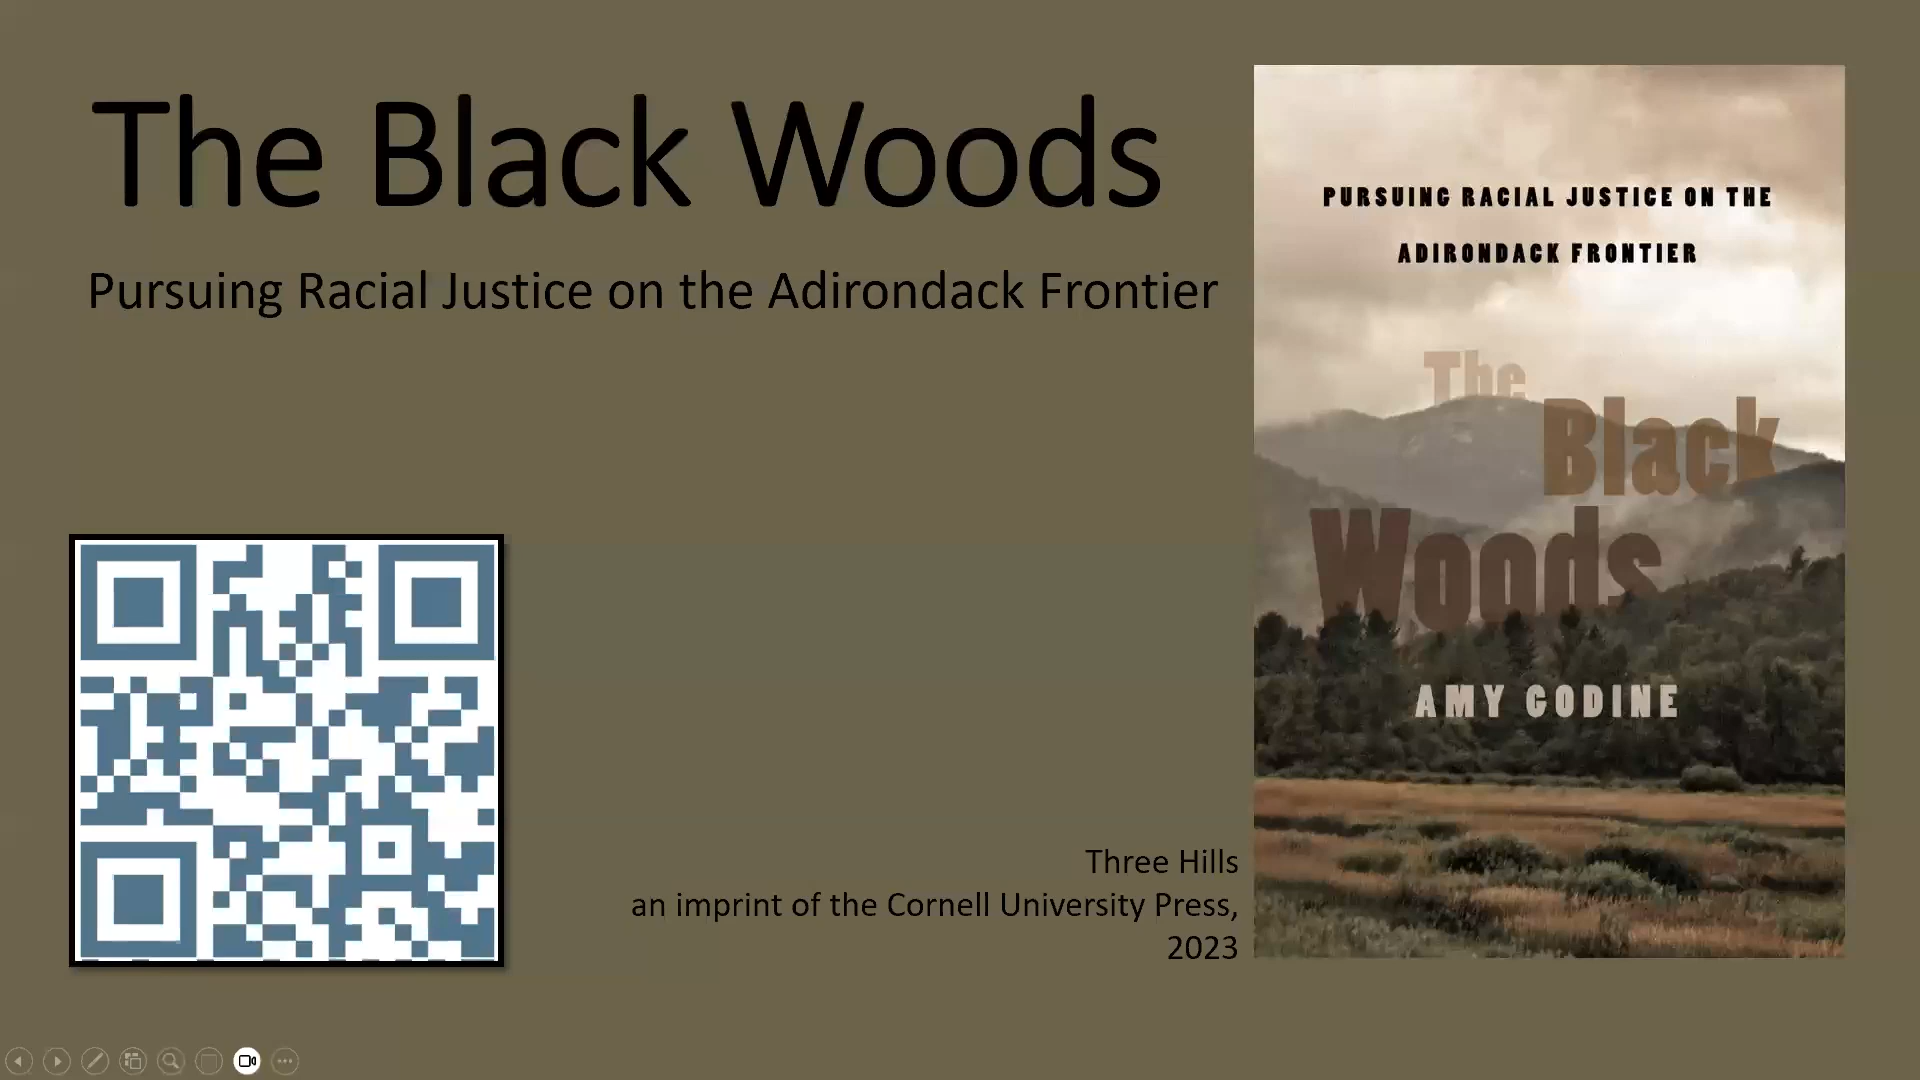 The Black Woods
Pursuing Racial Justice on the Adirondack Frontier
Three Hills
an imprint of the Cornell University Press,
2023
PURSUING RACIAL JUSTICE ON THE
ADIRONDACK FRONTIER
The
Black
Woods
AMY GODINE